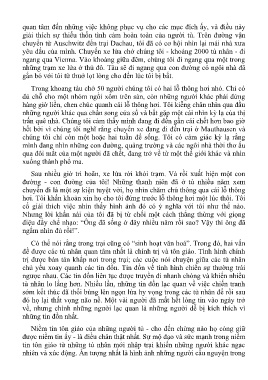 quan tâm đến những việc không phục vụ cho các mục đích ấy, và điều này
giải thích sự thiếu thốn tình cảm hoàn toàn của người tù. Trên đường vận
chuyển từ Auschwitz đến trại Dachau, tôi đã có cơ hội nhìn lại mái nhà xưa
yêu dấu của mình. Chuyến xe lửa chở chúng tôi - khoảng 2000 tù nhân - đi
ngang qua Vienna. Vào khoảng giữa đêm, chúng tôi đi ngang qua một trong
những trạm xe lửa ở thủ đô. Tàu sẽ đi ngang qua con đường có ngôi nhà đã
gắn bó với tôi từ thuở lọt lòng cho đến lúc tôi bị bắt.
Trong khoang tàu chở 50 người chúng tôi có hai lỗ thông hơi nhỏ. Chỉ có
đủ chỗ cho một nhóm ngồi xổm trên sàn, còn những người khác phải đứng
hàng giờ liền, chen chúc quanh cái lỗ thông hơi. Tôi kiễng chân nhìn qua đầu
những người khác qua chấn song cửa sổ và bắt gặp một cái nhìn kỳ lạ của thị
trấn quê nhà. Chúng tôi cảm thấy mình đang đi đến gần cái chết hơn bao giờ
hết bởi vì chúng tôi nghĩ rằng chuyến xe đang đi đến trại ở Mauthausen và
chúng tôi chỉ còn một hoặc hai tuần để sống. Tôi có cảm giác kỳ lạ rằng
mình đang nhìn những con đường, quảng trường và các ngôi nhà thời thơ ấu
qua đôi mắt của một người đã chết, đang trở về từ một thế giới khác và nhìn
xuống thành phố ma.
Sau nhiều giờ trì hoãn, xe lửa rời khỏi trạm. Và rồi xuất hiện một con
đường - con đường của tôi! Những thanh niên đã ở tù nhiều năm xem
chuyến đi là một sự kiện tuyệt vời, họ nhìn chăm chú thông qua cái lỗ thông
hơi. Tôi khẩn khoản xin họ cho tôi đứng trước lỗ thông hơi một lúc thôi. Tôi
cố giải thích việc nhìn thấy hình ảnh đó có ý nghĩa với tôi như thế nào.
Nhưng lời khẩn nài của tôi đã bị từ chối một cách thẳng thừng với giọng
điệu đầy chế nhạo: “Ông đã sống ở đây nhiều năm rồi sao? Vậy thì ông đã
ngắm nhìn đủ rồi!”.
Có thể nói rằng trong trại cũng có “sinh hoạt văn hoá”. Trong đó, hai vấn
đề được các tù nhân quan tâm nhất là chính trị và tôn giáo. Tình hình chính
trị được bàn tán khắp nơi trong trại; các cuộc nói chuyện giữa các tù nhân
chủ yếu xoay quanh các tin đồn. Tin đồn về tình hình chiến sự thường trái
ngược nhau. Các tin đồn liên tục được truyền đi nhanh chóng và khiến nhiều
tù nhân lo lắng hơn. Nhiều lần, những tin đồn lạc quan về việc chiến tranh
sớm kết thúc đã thổi bùng lên ngọn lửa hy vọng trong các tù nhân để rồi sau
đó họ lại thất vọng não nề. Một vài người đã mất hết lòng tin vào ngày trở
về, nhưng chính những người lạc quan là những người dễ bị kích thích vì
những tin đồn nhất.
Niềm tin tôn giáo của những người tù - cho đến chừng nào họ còn giữ
được niềm tin ấy - là điều chân thật nhất. Sự mộ đạo và sức mạnh trong niềm
tin tôn giáo từ những tù nhân mới nhập trại khiến những người khác ngạc
nhiên và xúc động. Ấn tượng nhất là hình ảnh những người cầu nguyện trong